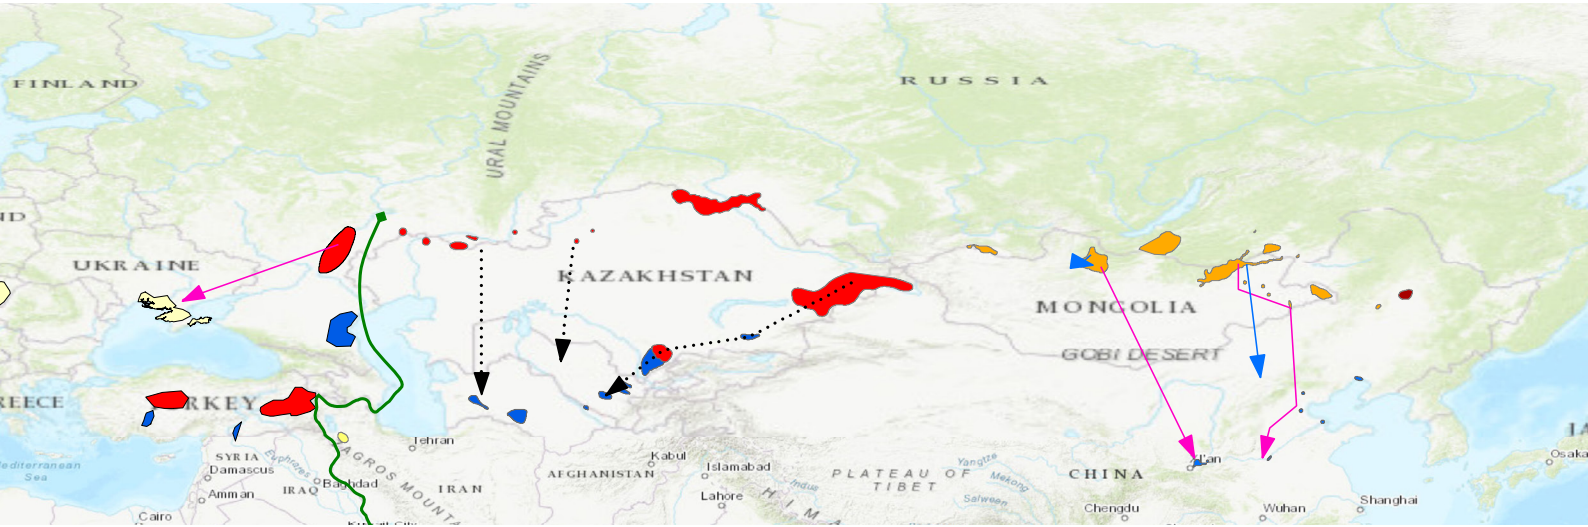 FINLAND
RUSSIA
URAL MOUNTAINS
UKRAINE
KAZAKHSTAN
MONGOLIA
GOBI DESERT
REECE
RKEY
Tehran
SYRIA
Damascus
Euphrates
AGROS MOUNTA
Mediterranean
Sea
Amman
IRAQ
Baghdad
IRAN
AFGHANISTAN
Kabul
Islamabad
Indus
Lahore
HIMA
PLATEAU OF
TIBET
Yangtze
Mekong
Salween
CHINA
Chengdu
Wuhan
Shanghai
Osaka
Cairo